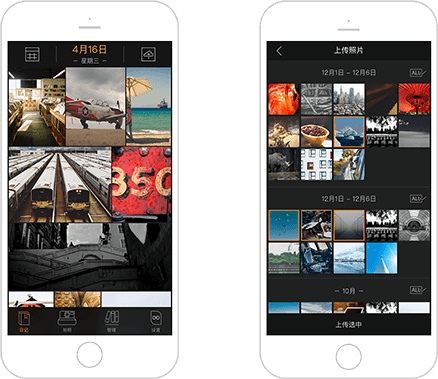 4月16日
— 星期三 —
350
日记
拍照
管理
设置
上传照片
12月1日 - 12月6日
ALL
12月1日 - 12月6日
ALL
— 10月 —
ALL
上传选中